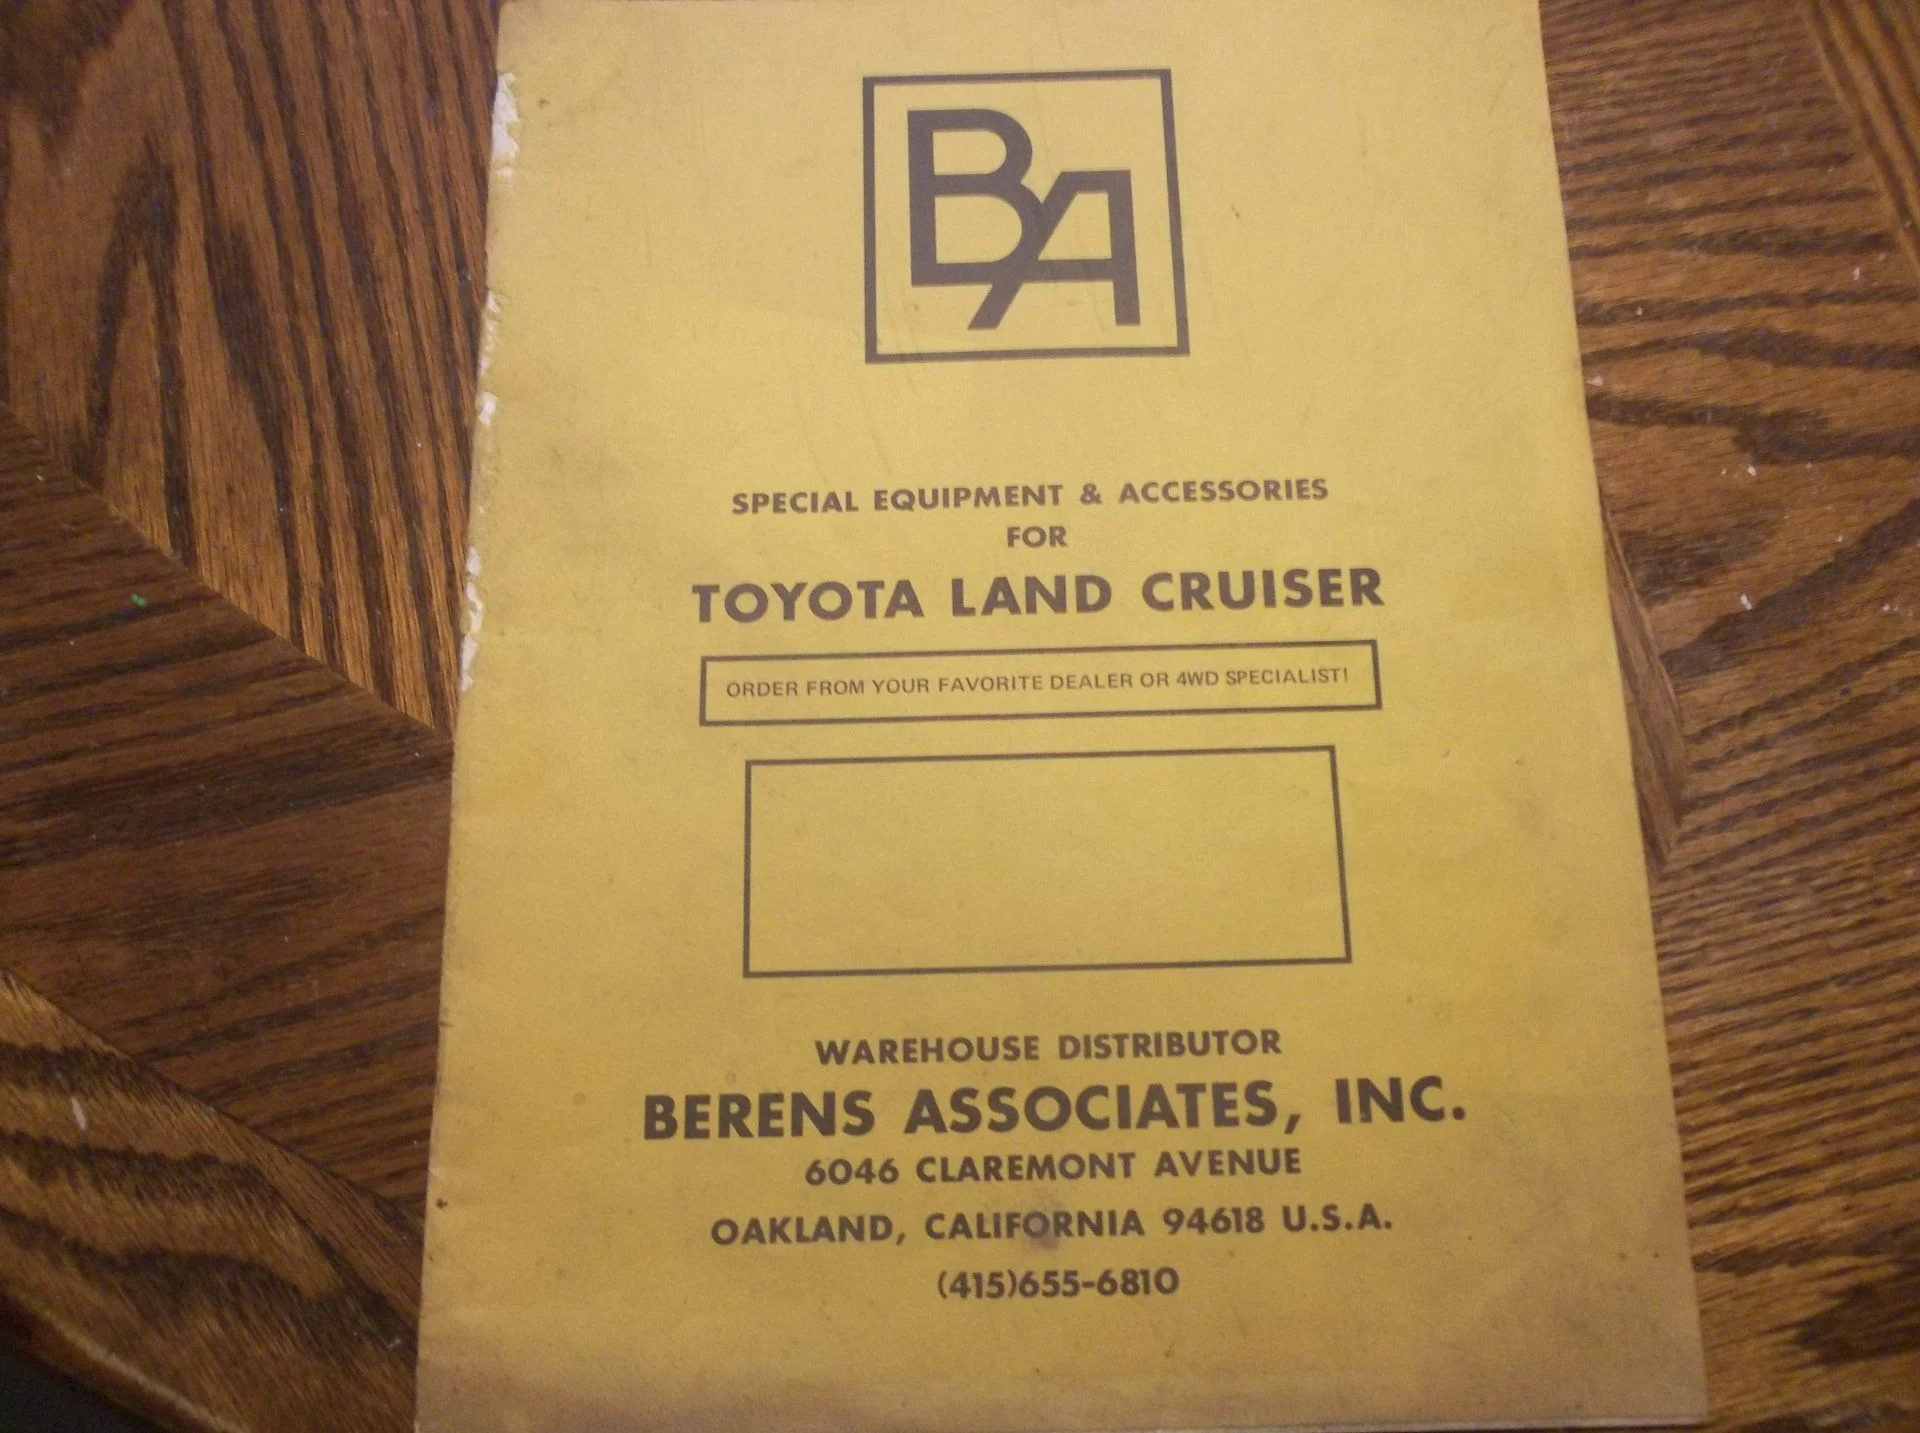 BA
SPECIAL EQUIPMENT & ACCESSORIES
FOR
TOYOTA LAND CRUISER
ORDER FROM YOUR FAVORITE DEALER OR 4WD SPECIALIST!
WAREHOUSE DISTRIBUTOR
BERENS ASSOCIATES, INC.
6046 CLAREMONT AVENUE
OAKLAND, CALIFORNIA 94618 U.S.A.
(415)655-6810